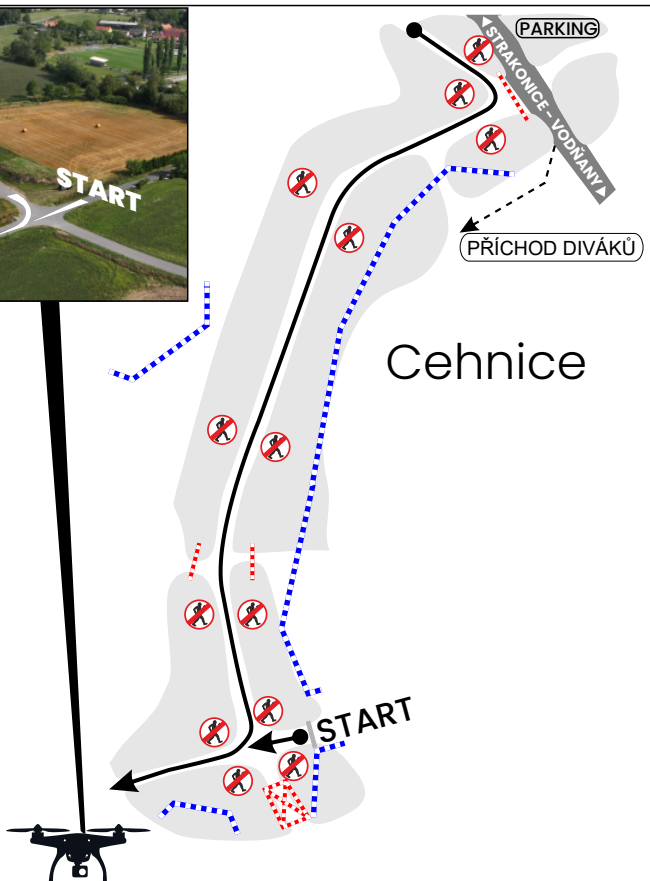 PARKING
STRAKONICE - VODŇANY
START
PŘÍCHOD DIVÁKŮ
Cehnice
START